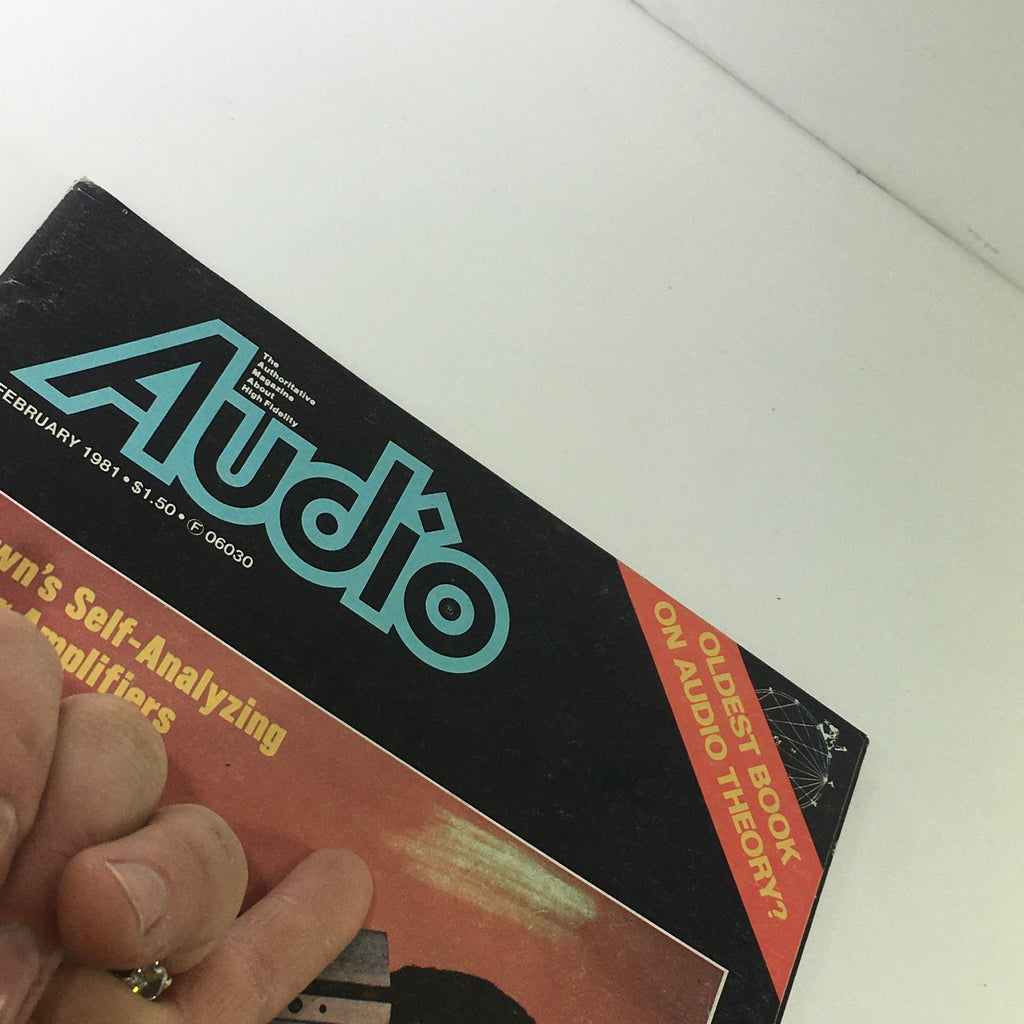 Audio
The
Authoritative
Magazine
About
High Fidelity
FEBRUARY 1981 • $1.50 • Ⓕ 06030
wn's Self-Analyzing
Amplifiers
OLDEST BOOK
ON AUDIO THEORY?